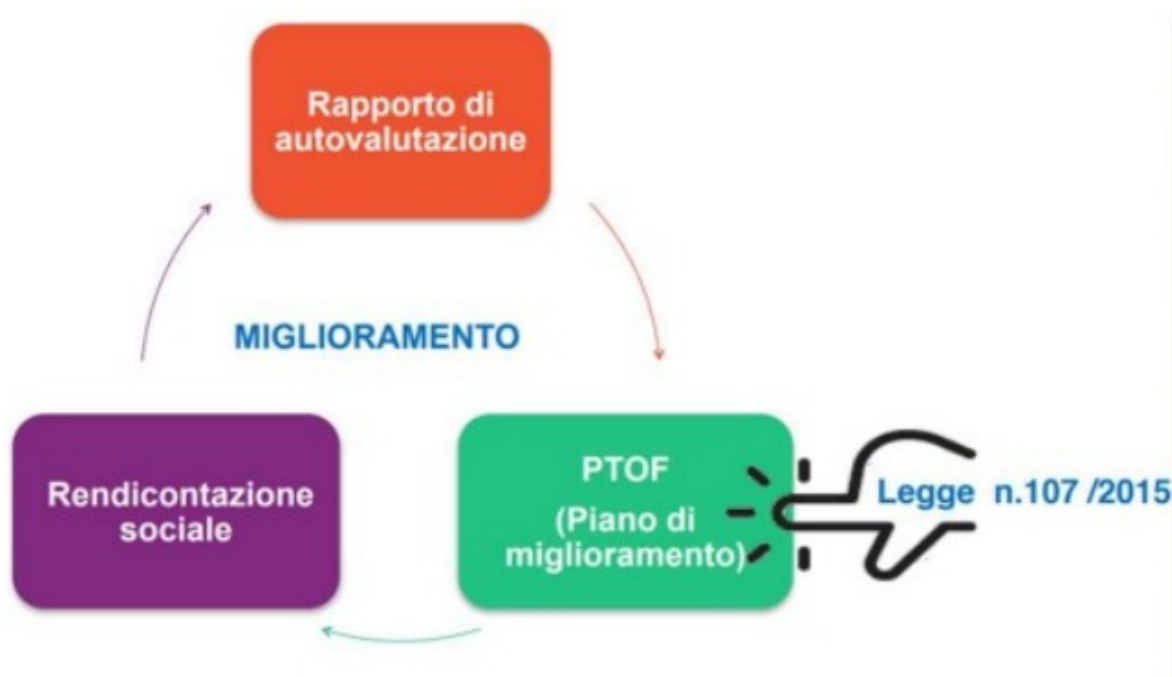 Rapporto di
autovalutazione
MIGLIORAMENTO
Rendicontazione
sociale
PTOF
(Piano di
miglioramento)
Legge n.107 /2015